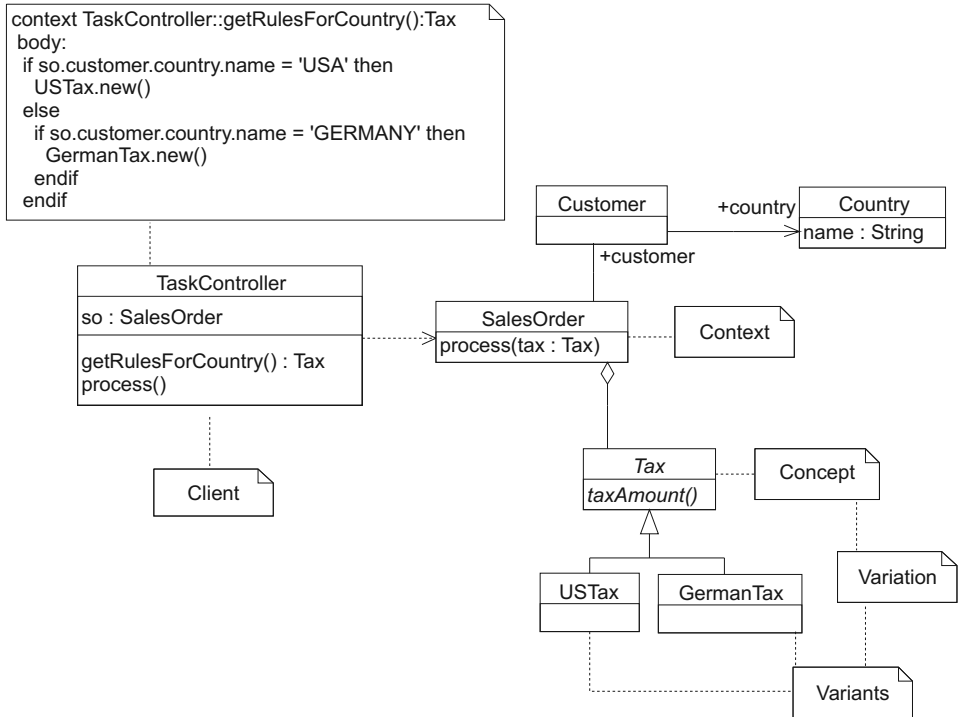 context TaskController::getRulesForCountry():Tax
body:
if so.customer.country.name = 'USA' then
USTax.new()
else
if so.customer.country.name = 'GERMANY' then
GermanTax.new()
endif
endif
Customer
+country
Country
name : String
+customer
TaskController
so : SalesOrder
getRulesForCountry() : Tax
process()
SalesOrder
process(tax : Tax)
Context
Client
Tax
taxAmount()
Concept
Variation
USTax
GermanTax
Variants